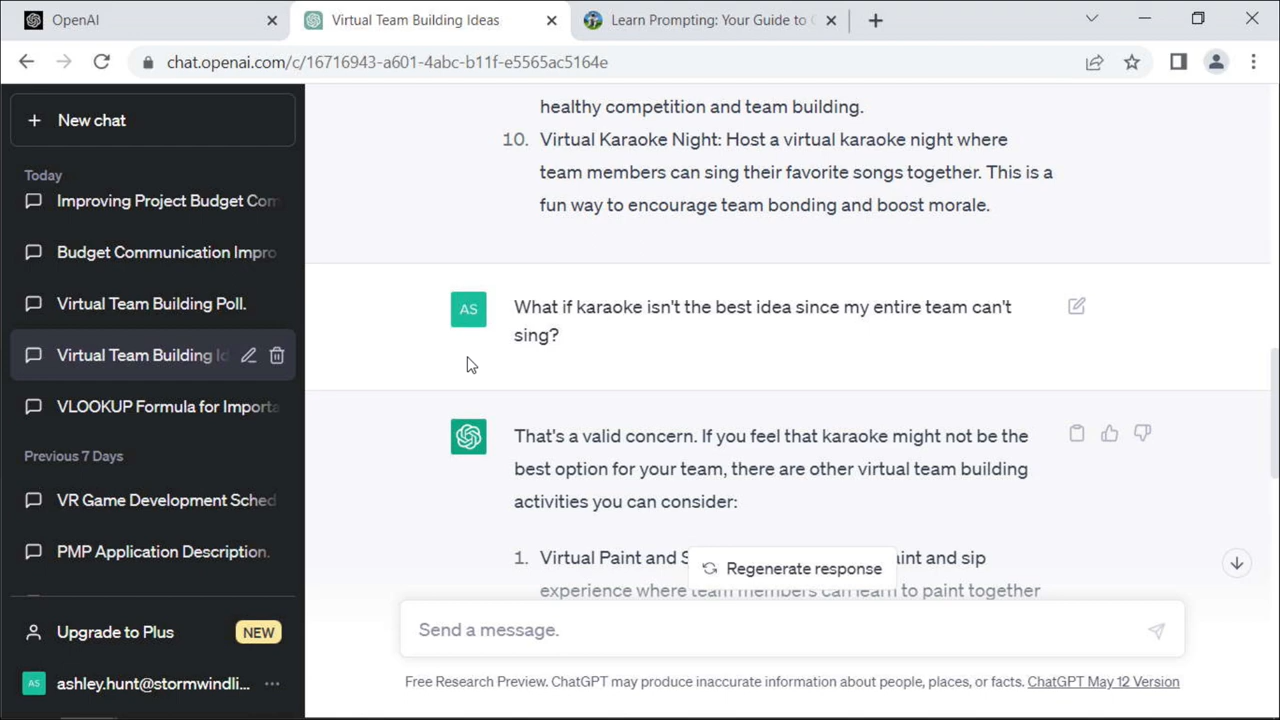 OpenAI
Virtual Team Building Ideas
Learn Prompting: Your Guide to
chat.openai.com/c/16716943-a601-4abc-b11f-e5565ac5164e
New chat
Today
Improving Project Budget Com
Budget Communication Impro
Virtual Team Building Poll.
Virtual Team Building
VLOOKUP Formula for Importa
Previous 7 Days
VR Game Development Sched
PMP Application Description.
Upgrade to Plus NEW
AS ashley.hunt@stormwindli...
healthy competition and team building.
10. Virtual Karaoke Night: Host a virtual karaoke night where
team members can sing their favorite songs together. This is a
fun way to encourage team bonding and boost morale.
AS What if karaoke isn't the best idea since my entire team can't
sing?
That's a valid concern. If you feel that karaoke might not be the
best option for your team, there are other virtual team building
activities you can consider:
1. Virtual Paint and S aint and sip
experience where team members can learn to paint together
Regenerate response
Send a message.
Free Research Preview. ChatGPT may produce inaccurate information about people, places, or facts. ChatGPT May 12 Version